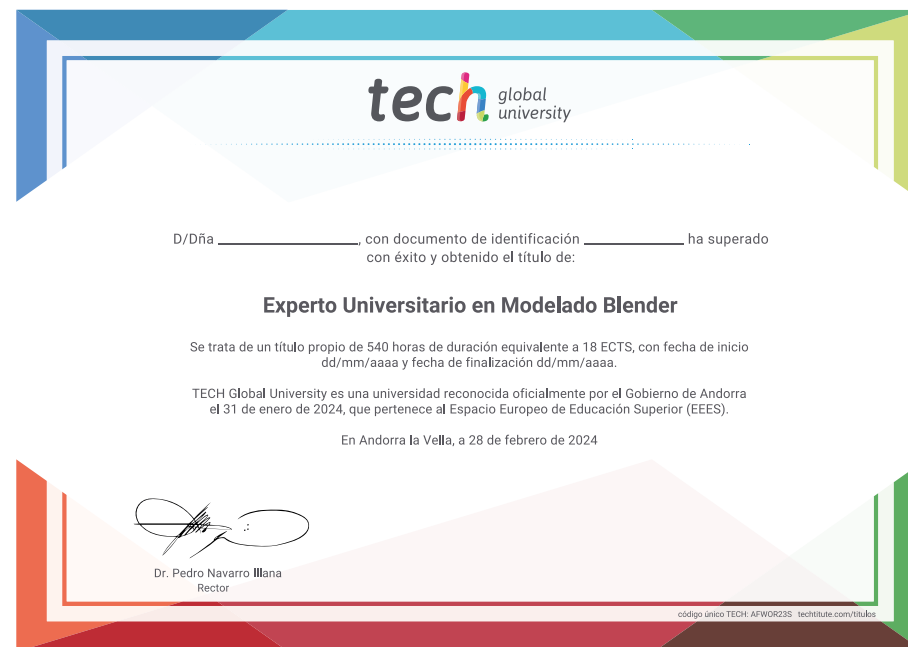 tech global university
D/Dña ____________________, con documento de identificación ______________ ha superado
con éxito y obtenido el título de:
Experto Universitario en Modelado Blender
Se trata de un título propio de 540 horas de duración equivalente a 18 ECTS, con fecha de inicio
dd/mm/aaaa y fecha de finalización dd/mm/aaaa.
TECH Global University es una universidad reconocida oficialmente por el Gobierno de Andorra
el 31 de enero de 2024, que pertenece al Espacio Europeo de Educación Superior (EEES).
En Andorra la Vella, a 28 de febrero de 2024
Dr. Pedro Navarro Illana
Rector
código único TECH: AFWOR23S techtitute.com/titulos